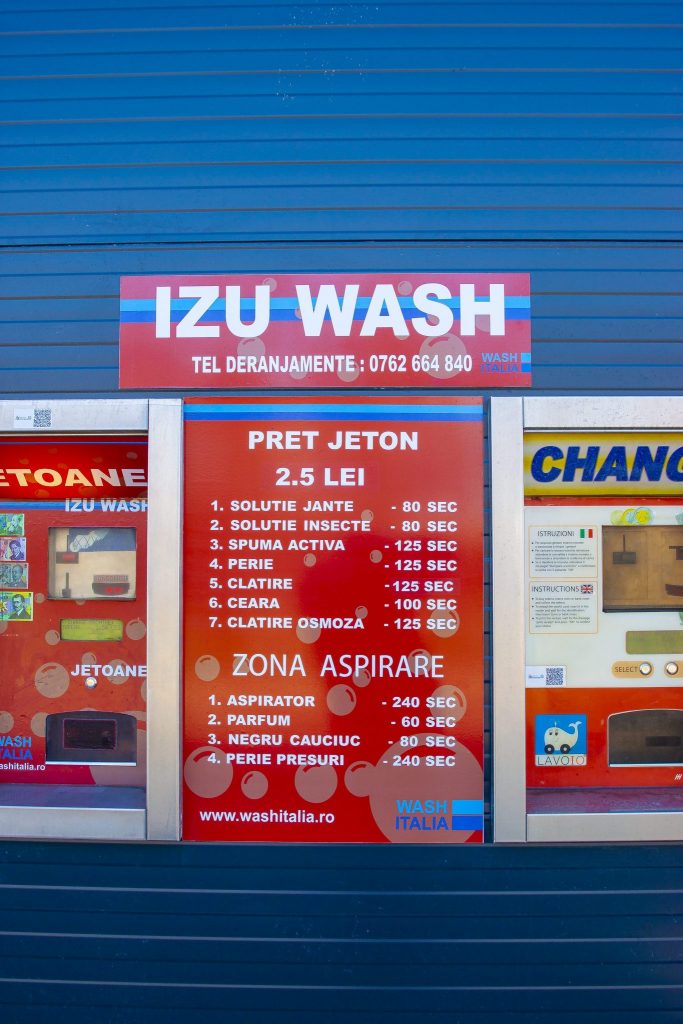 IZU WASH
TEL DERANJAMENTE : 0762 664 840
WASH
ITALIA
ETOANE
IZU WASH
JETOANE
WASH
ITALIA
PRET JETON
2.5 LEI
1. SOLUTIE JANTE - 80 SEC
2. SOLUTIE INSECTE - 80 SEC
3. SPUMA ACTIVA - 125 SEC
4. PERIE - 125 SEC
5. CLATIRE - 125 SEC
6. CEARA - 100 SEC
7. CLATIRE OSMOZA - 125 SEC
ZONA ASPIRARE
1. ASPIRATOR - 240 SEC
2. PARFUM - 60 SEC
3. NEGRU CAUCIUC - 80 SEC
4. PERIE PRESURI - 240 SEC
www.washitalia.ro
WASH
ITALIA
CHANG
ISTRUZIONI
INSTRUCTIONS
SELECT
LAVOTO